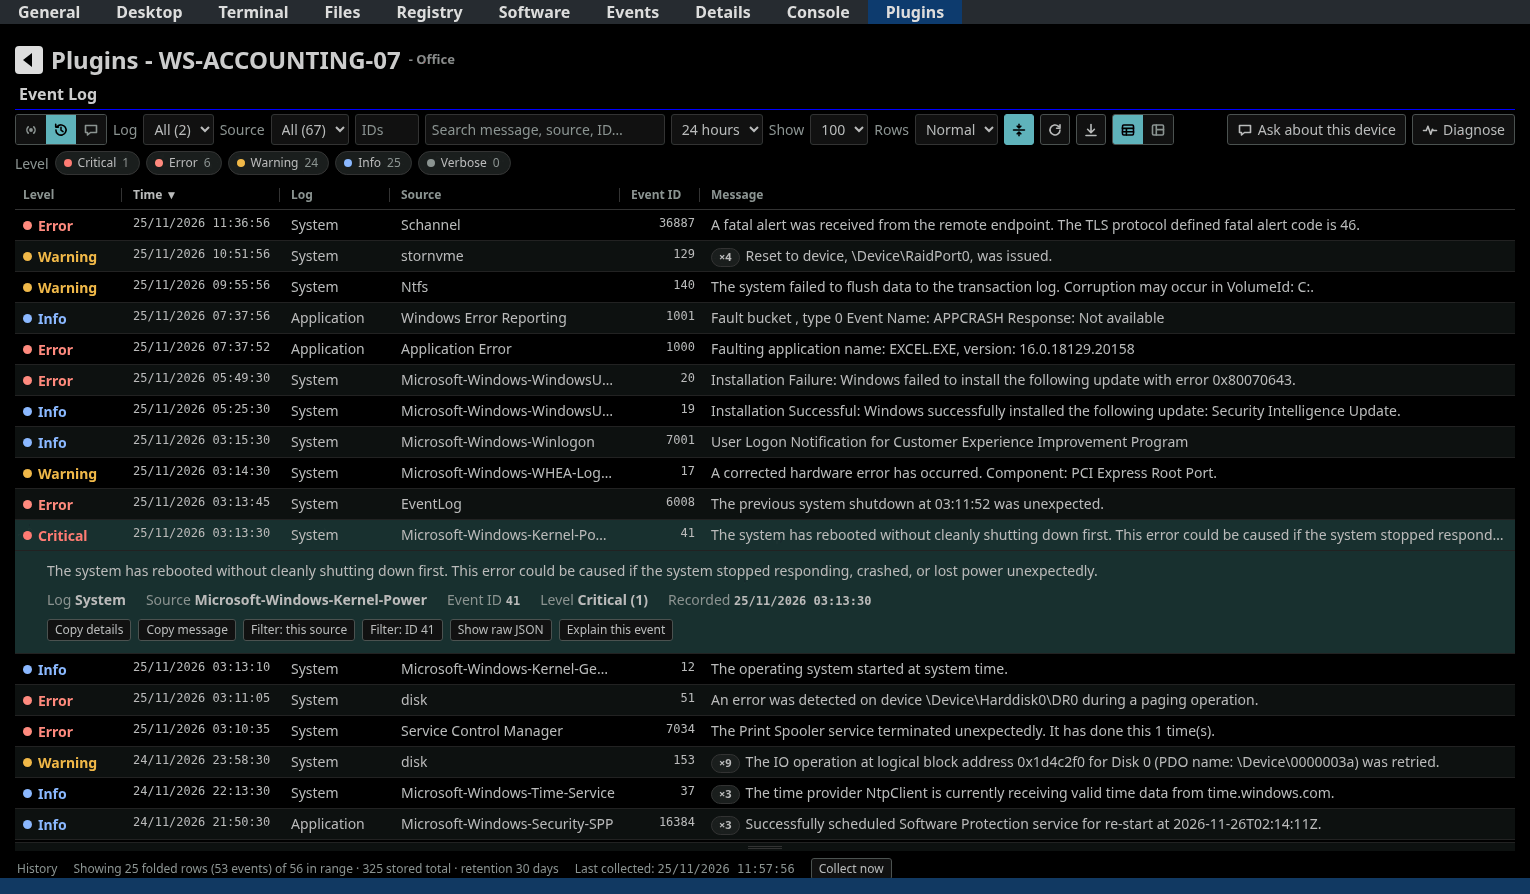 General Desktop Terminal Files Registry Software Events Details Console Plugins
Plugins - WS-ACCOUNTING-07 - Office
Event Log
Log All (2) Source All (67) IDs Search message, source, ID... 24 hours Show 100 Rows Normal Ask about this device Diagnose
Level Critical 1 Error 6 Warning 24 Info 25 Verbose 0
Level Time ▼ Log Source Event ID Message
Error 25/11/2026 11:36:56 System Schannel 36887 A fatal alert was received from the remote endpoint. The TLS protocol defined fatal alert code is 46.
Warning 25/11/2026 10:51:56 System stornvme 129 ×4 Reset to device, \Device\RaidPort0, was issued.
Warning 25/11/2026 09:55:56 System Ntfs 140 The system failed to flush data to the transaction log. Corruption may occur in VolumeId: C:.
Info 25/11/2026 07:37:56 Application Windows Error Reporting 1001 Fault bucket , type 0 Event Name: APPCRASH Response: Not available
Error 25/11/2026 07:37:52 Application Application Error 1000 Faulting application name: EXCEL.EXE, version: 16.0.18129.20158
Error 25/11/2026 05:49:30 System Microsoft-Windows-WindowsU... 20 Installation Failure: Windows failed to install the following update with error 0x80070643.
Info 25/11/2026 05:25:30 System Microsoft-Windows-WindowsU... 19 Installation Successful: Windows successfully installed the following update: Security Intelligence Update.
Info 25/11/2026 03:15:30 System Microsoft-Windows-Winlogon 7001 User Logon Notification for Customer Experience Improvement Program
Warning 25/11/2026 03:14:30 System Microsoft-Windows-WHEA-Log... 17 A corrected hardware error has occurred. Component: PCI Express Root Port.
Error 25/11/2026 03:13:45 System EventLog 6008 The previous system shutdown at 03:11:52 was unexpected.
Critical 25/11/2026 03:13:30 System Microsoft-Windows-Kernel-Po... 41 The system has rebooted without cleanly shutting down first. This error could be caused if the system stopped respond...
The system has rebooted without cleanly shutting down first. This error could be caused if the system stopped responding, crashed, or lost power unexpectedly.
Log System Source Microsoft-Windows-Kernel-Power Event ID 41 Level Critical (1) Recorded 25/11/2026 03:13:30
Copy details Copy message Filter: this source Filter: ID 41 Show raw JSON Explain this event
Info 25/11/2026 03:13:10 System Microsoft-Windows-Kernel-Ge... 12 The operating system started at system time.
Error 25/11/2026 03:11:05 System disk 51 An error was detected on device \Device\Harddisk0\DR0 during a paging operation.
Error 25/11/2026 03:10:35 System Service Control Manager 7034 The Print Spooler service terminated unexpectedly. It has done this 1 time(s).
Warning 24/11/2026 23:58:30 System disk 153 ×9 The IO operation at logical block address 0x1d4c2f0 for Disk 0 (PDO name: \Device\0000003a) was retried.
Info 24/11/2026 22:13:30 System Microsoft-Windows-Time-Service 37 ×3 The time provider NtpClient is currently receiving valid time data from time.windows.com.
Info 24/11/2026 21:50:30 Application Microsoft-Windows-Security-SPP 16384 ×3 Successfully scheduled Software Protection service for re-start at 2026-11-26T02:14:11Z.
History Showing 25 folded rows (53 events) of 56 in range · 325 stored total · retention 30 days Last collected: 25/11/2026 11:57:56 Collect now